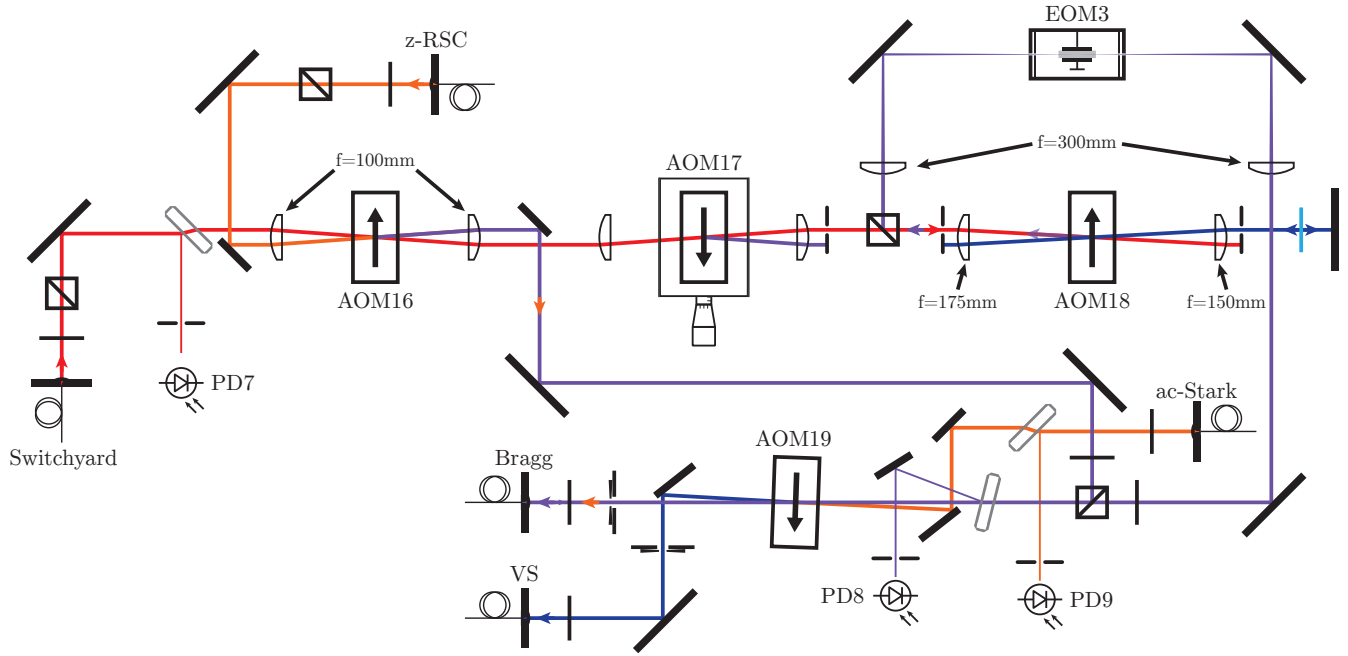 EOM3
z-RSC
f=100mm
AOM17
f=300mm
AOM16
f=175mm
AOM18
f=150mm
PD7
ac-Stark
Switchyard
AOM19
Bragg
VS
PD8
PD9